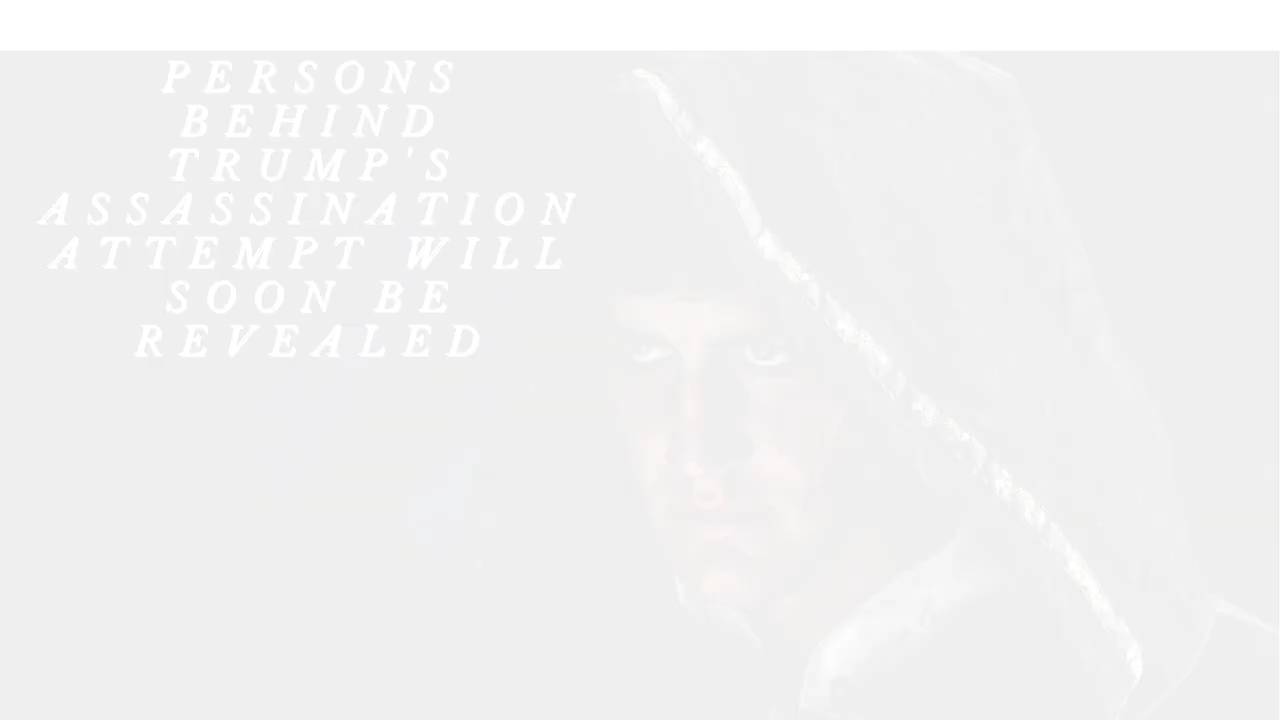 PERSONS
BEHIND
TRUMP'S
ASSASSINATION
ATTEMPT WILL
SOON BE
REVEALED